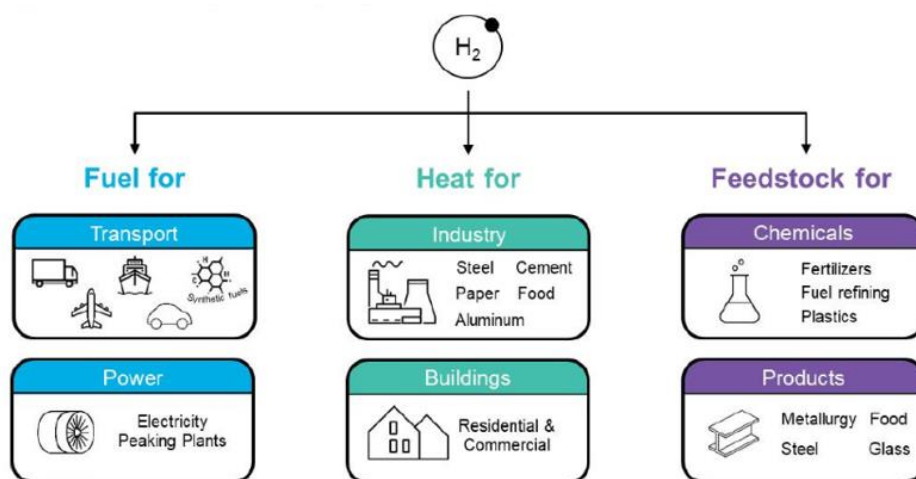 H2
Fuel for
Heat for
Feedstock for
Transport
Synthetic fuels
Industry
Steel Cement
Paper Food
Aluminum
Chemicals
Fertilizers
Fuel refining
Plastics
Power
Electricity
Peaking Plants
Buildings
Residential &
Commercial
Products
Metallurgy Food
Steel Glass